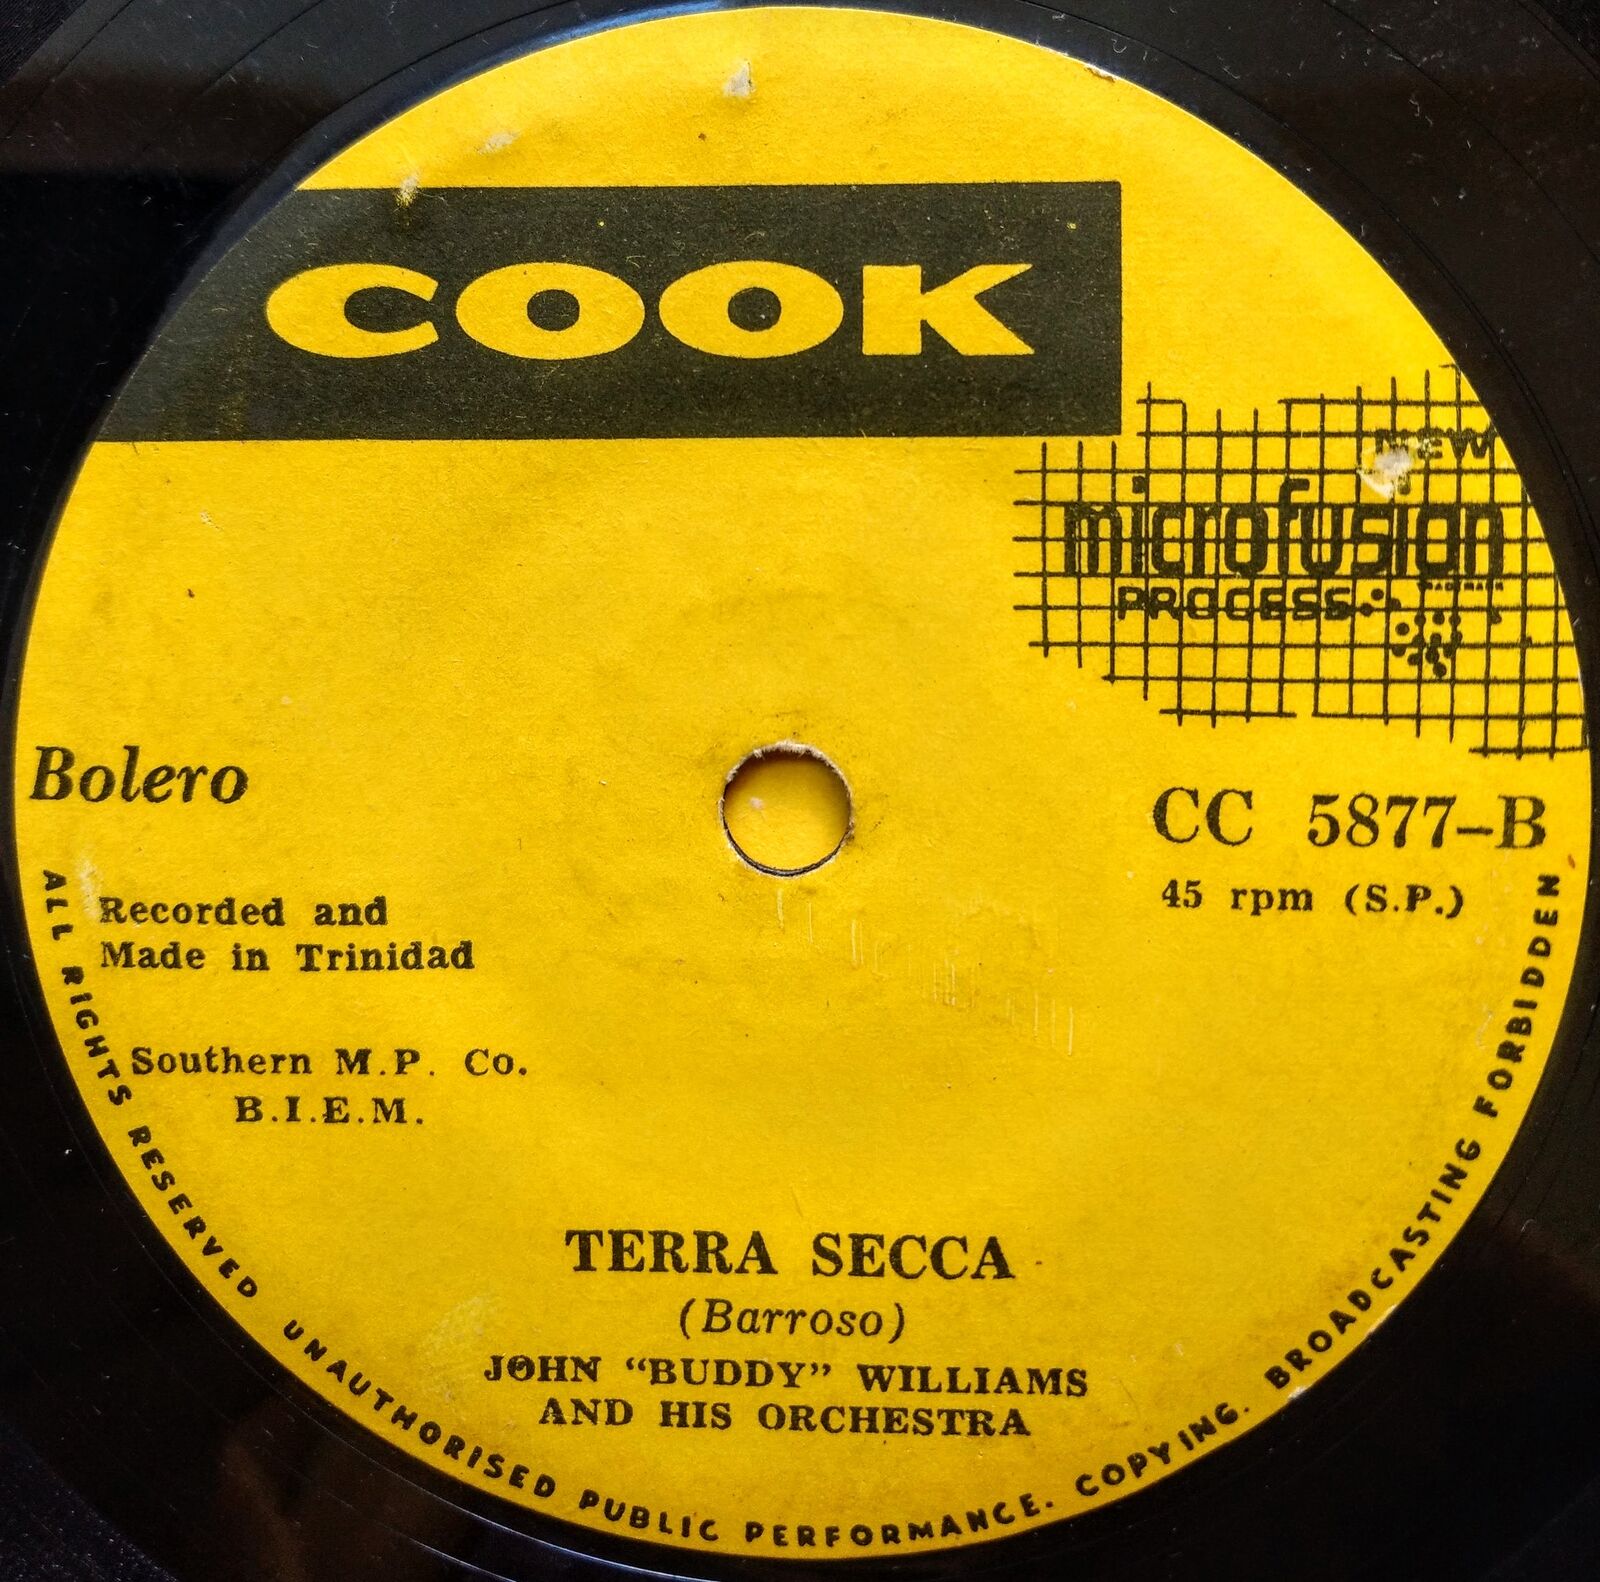 COOK
NEW
microfusion
TRADEMARK
PROCESS
Bolero
CC 5877-B
45 rpm (S.P.)
Recorded and
Made in Trinidad
Southern M.P. Co.
B.I.E.M.
TERRA SECCA
(Barroso)
JOHN "BUDDY" WILLIAMS
AND HIS ORCHESTRA
ALL RIGHTS RESERVED UNAUTHORISED PUBLIC PERFORMANCE. COPYING. BROADCASTING FORBIDDEN